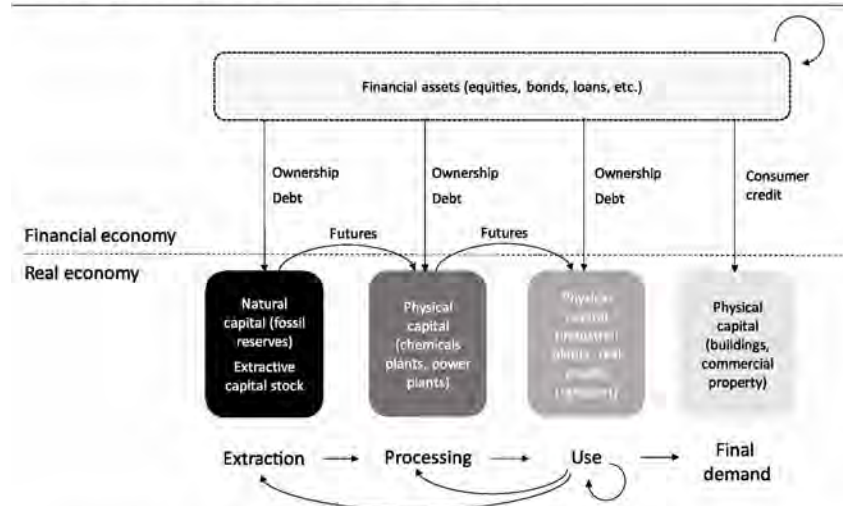 Financial assets (equities, bonds, loans, etc.)
Ownership
Debt
Ownership
Debt
Ownership
Debt
Consumer
credit
Financial economy
Futures
Futures
Real economy
Natural
capital (fossil
reserves)
Extractive
capital stock
Physical
capital
(chemicals
plants, power
plants)
Physical
capital
Physical
capital
(buildings,
commercial
property)
Extraction
Processing
Use
Final
demand